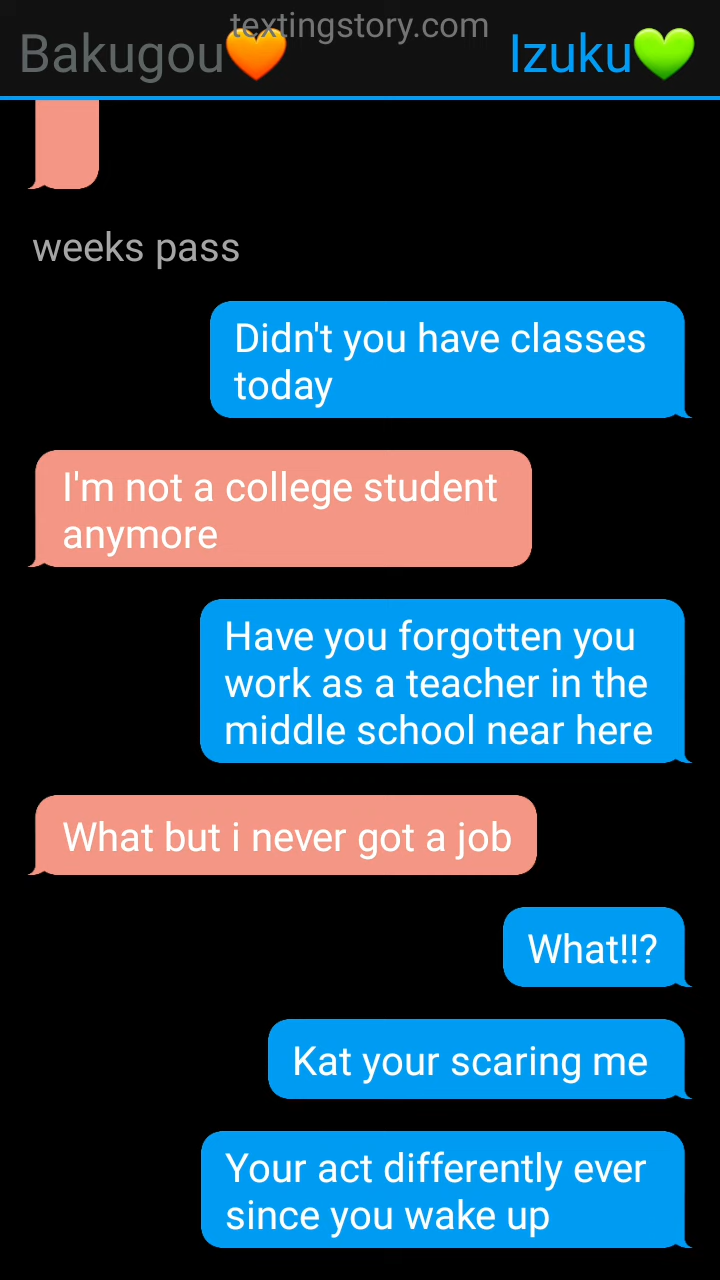 textingstory.com
Bakugou🧡 Izuku💚
weeks pass
Didn't you have classes
today
I'm not a college student
anymore
Have you forgotten you
work as a teacher in the
middle school near here
What but i never got a job
What!!?
Kat your scaring me
Your act differently ever
since you wake up